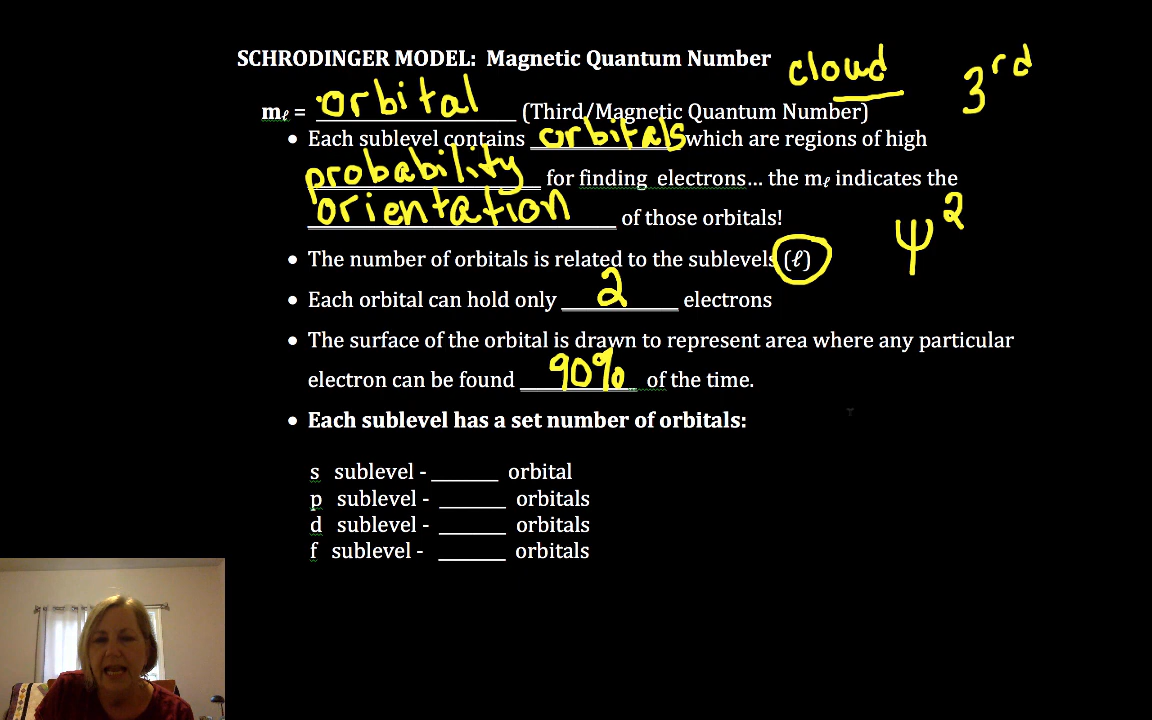 SCHRODINGER MODEL: Magnetic Quantum Number cloud 3rd
mℓ = orbital (Third/Magnetic Quantum Number)
• Each sublevel contains orbitals which are regions of high
probability for finding electrons... the mℓ indicates the
orientation of those orbitals!
ψ2
• The number of orbitals is related to the sublevels (ℓ)
• Each orbital can hold only 2 electrons
• The surface of the orbital is drawn to represent area where any particular
electron can be found 90% of the time.
• Each sublevel has a set number of orbitals:
s sublevel - ______ orbital
p sublevel - ______ orbitals
d sublevel - ______ orbitals
f sublevel - ______ orbitals